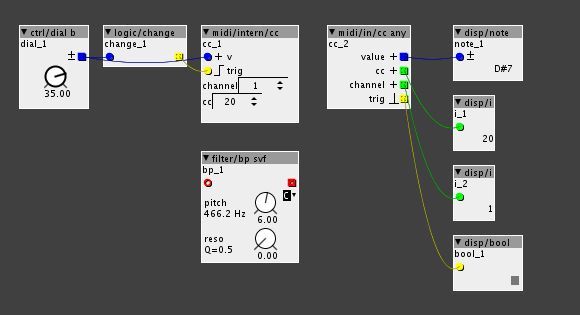 ctrl/dial b
dial_1
±
35.00
logic/change
change_1
midi/intern/cc
cc_1
+ v
trig
channel 1
cc 20
filter/bp svf
bp_1
C
pitch
466.2 Hz
6.00
reso
Q=0.5
0.00
midi/in/cc any
cc_2
value +
cc +
channel +
trig
disp/note
note_1
±
D#7
disp/i
i_1
20
disp/i
i_2
1
disp/bool
bool_1